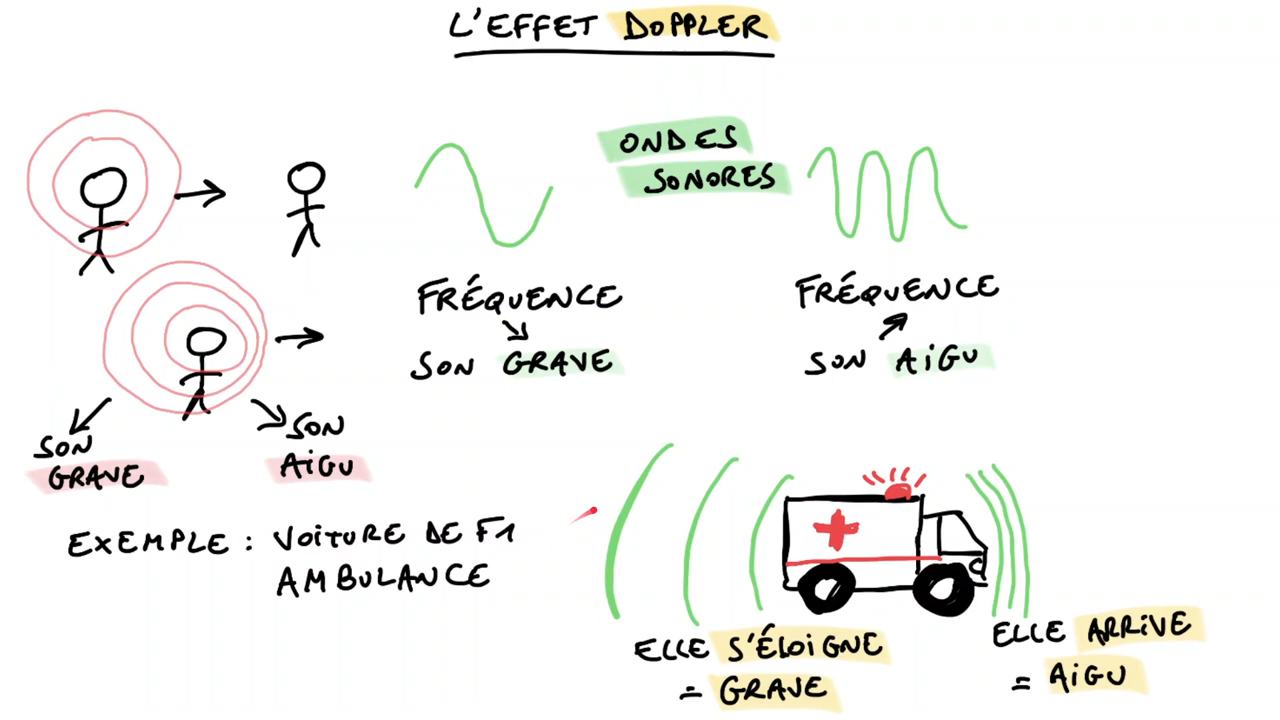 L'EFFET DOPPLER
ONDES
SONORES
FRÉQUENCE
SON GRAVE
FRÉQUENCE
SON AiGU
SON
GRAVE
SON
AiGU
EXEMPLE : VOiTURE DE F1
AMBULANCE
ELLE S'ÉLOiGNE
= GRAVE
ELLE ARRiVE
= AiGU